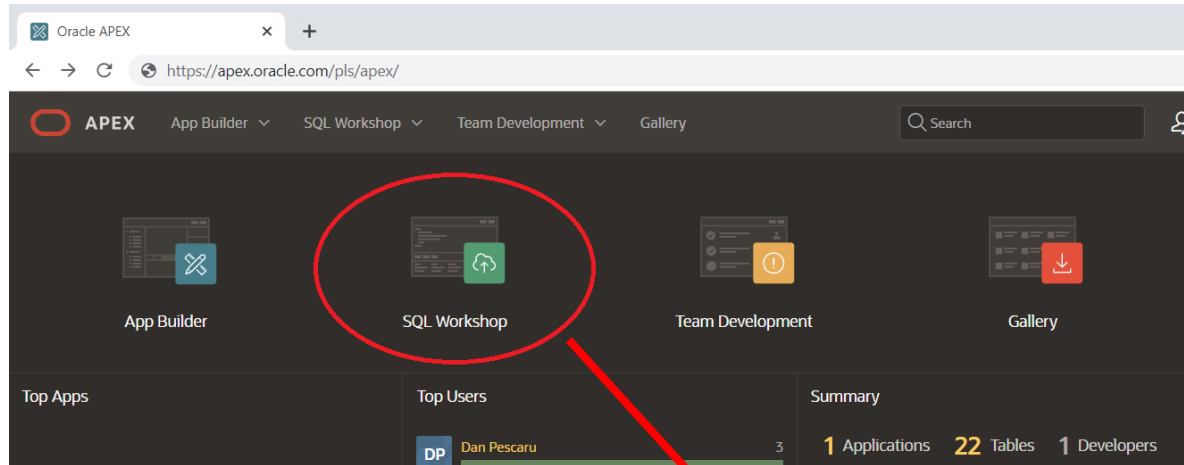 Oracle APEX
https://apex.oracle.com/pls/apex/
APEX App Builder SQL Workshop Team Development Gallery Search
App Builder SQL Workshop Team Development Gallery
Top Apps Top Users Summary
DP Dan Pescaru 3 1 Applications 22 Tables 1 Developers